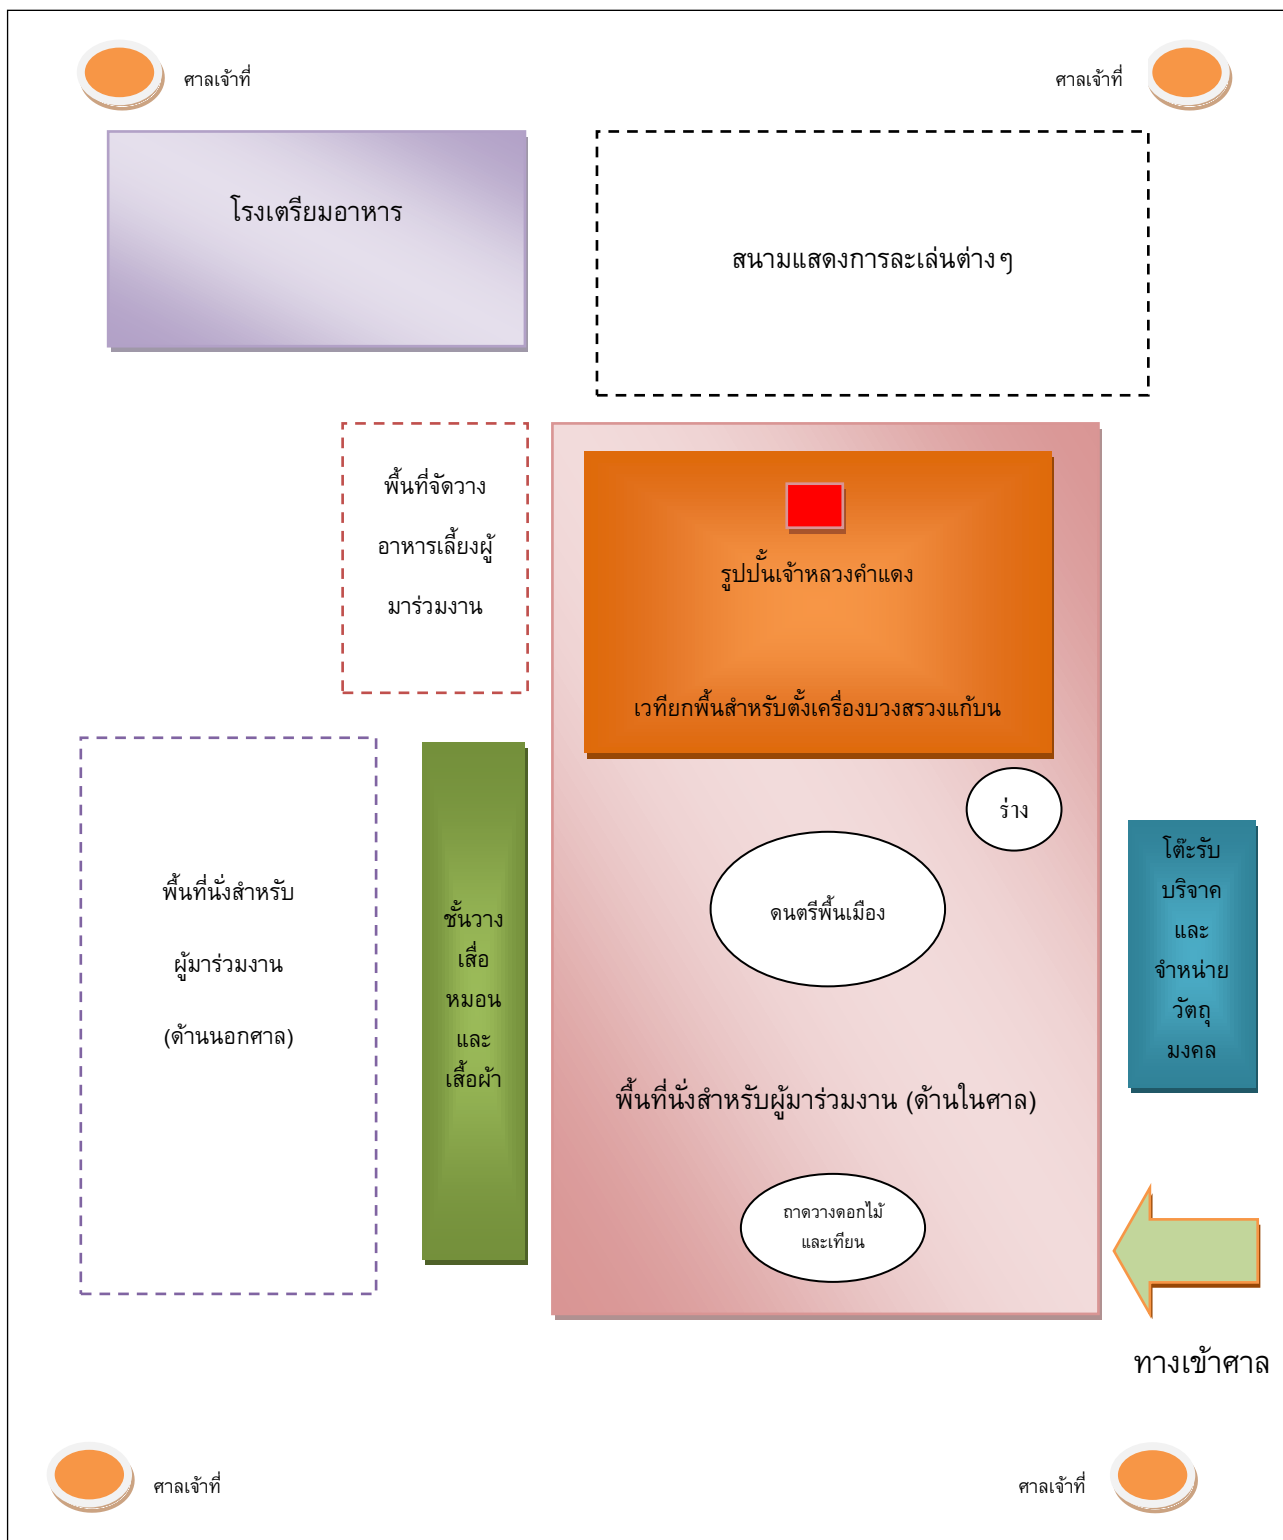 ศาลเจ้าที่
ศาลเจ้าที่
โรงเตรียมอาหาร
สนามแสดงการละเล่นต่างๆ
พื้นที่จัดวาง
อาหารเลี้ยงผู้
มาร่วมงาน
รูปปั้นเจ้าหลวงคำแดง
เวทียกพื้นสำหรับตั้งเครื่องบวงสรวงแก้บน
ร่าง
ดนตรีพื้นเมือง
โต๊ะรับ
บริจาค
และ
จำหน่าย
วัตถุ
มงคล
พื้นที่นั่งสำหรับ
ผู้มาร่วมงาน
(ด้านนอกศาล)
ชั้นวาง
เสื่อ
หมอน
และ
เสื้อผ้า
พื้นที่นั่งสำหรับผู้มาร่วมงาน (ด้านในศาล)
ถาดวางดอกไม้
และเทียน
ทางเข้าศาล
ศาลเจ้าที่
ศาลเจ้าที่